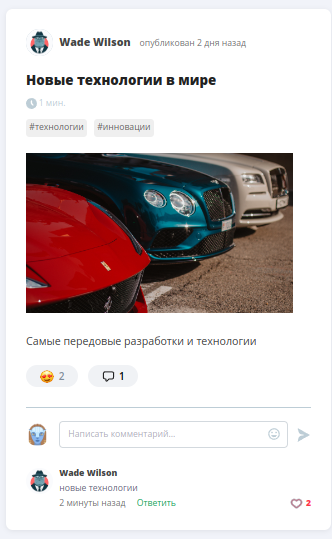 Wade Wilson опубликован 2 дня назад
Новые технологии в мире
1 мин.
#технологии #инновации
Самые передовые разработки и технологии
2 1
Написать комментарий...
Wade Wilson
новые технологии
2 минуты назад Ответить 2